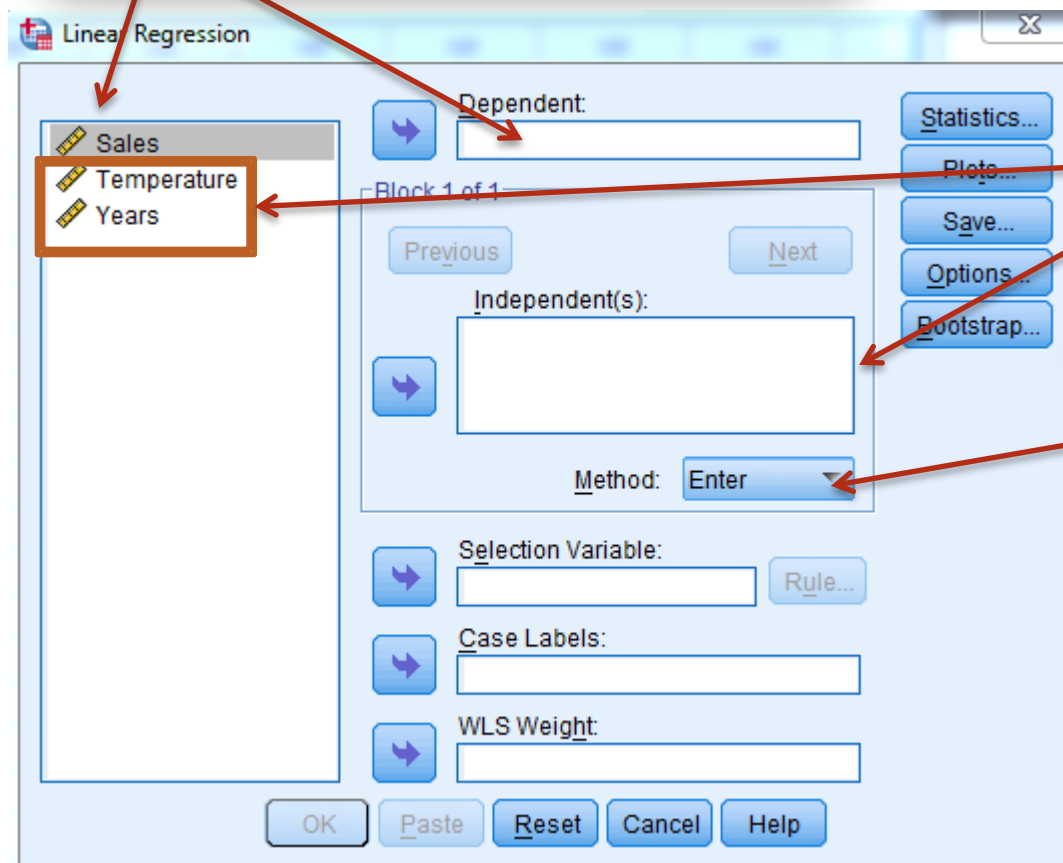 Linear Regression
Sales
Temperature
Years
Dependent:
Block 1 of 1
Previous
Next
Independent(s):
Method:
Enter
Selection Variable:
Rule...
Case Labels:
WLS Weight:
Statistics...
Plots...
Save...
Options...
Bootstrap...
OK
Paste
Reset
Cancel
Help